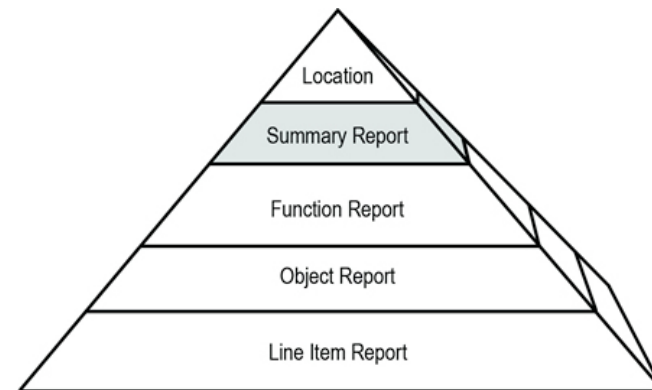 Location
Summary Report
Function Report
Object Report
Line Item Report